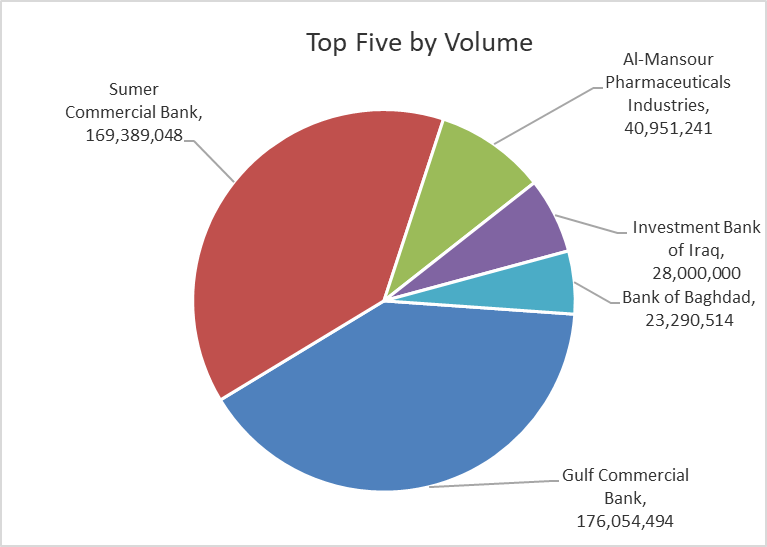 Top Five by Volume
Al-Mansour
Pharmaceuticals
Industries,
40,951,241
Sumer
Commercial Bank,
169,389,048
Investment Bank
of Iraq,
28,000,000
Bank of Baghdad,
23,290,514
Gulf Commercial
Bank,
176,054,494